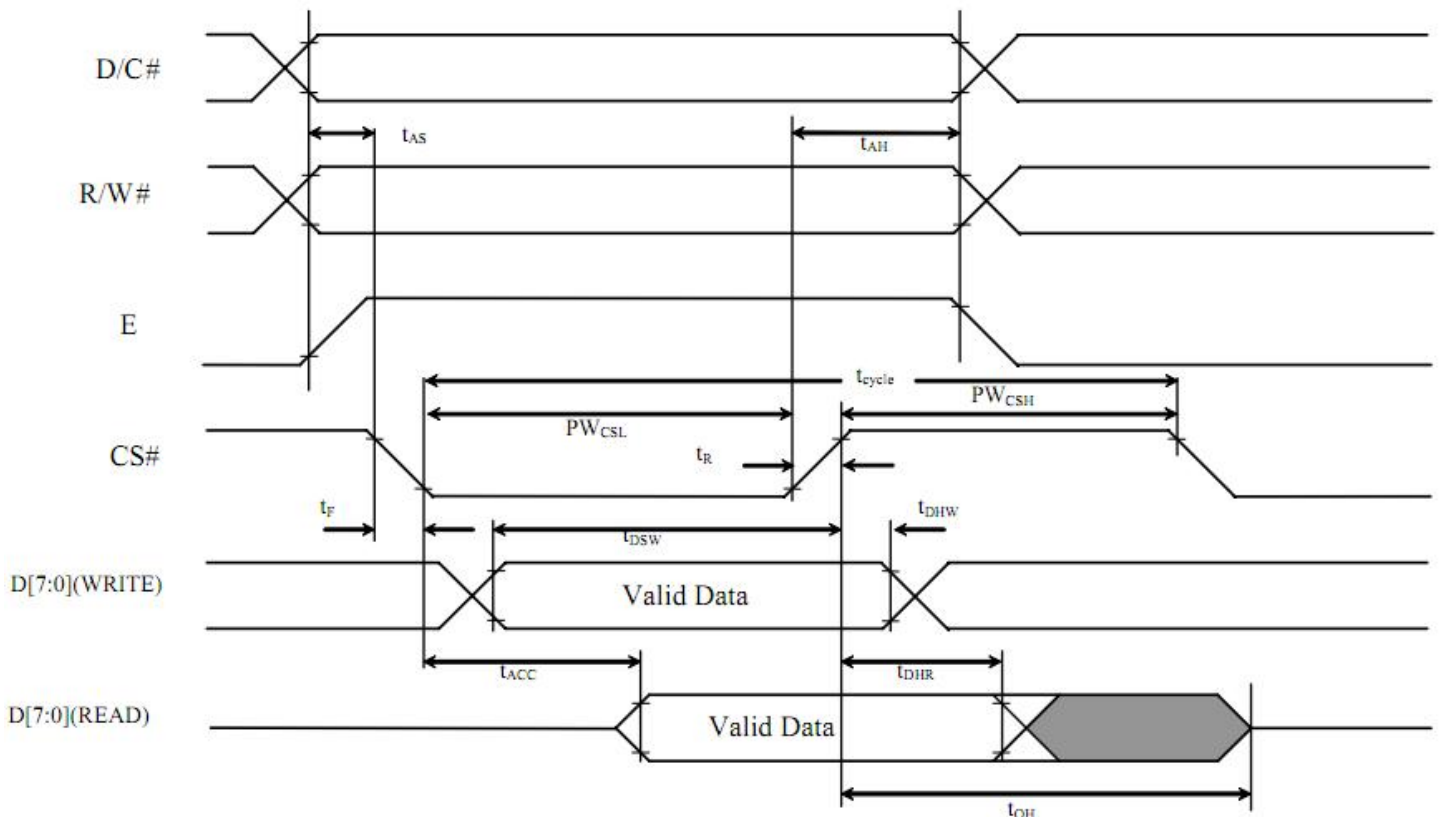 D/C#
tAS
tAH
R/W#
E
tcycle
PWCSL
PWCSH
CS#
tR
tF
tDSW
tDHW
D[7:0](WRITE)
Valid Data
tACC
tDHR
D[7:0](READ)
Valid Data
tOH